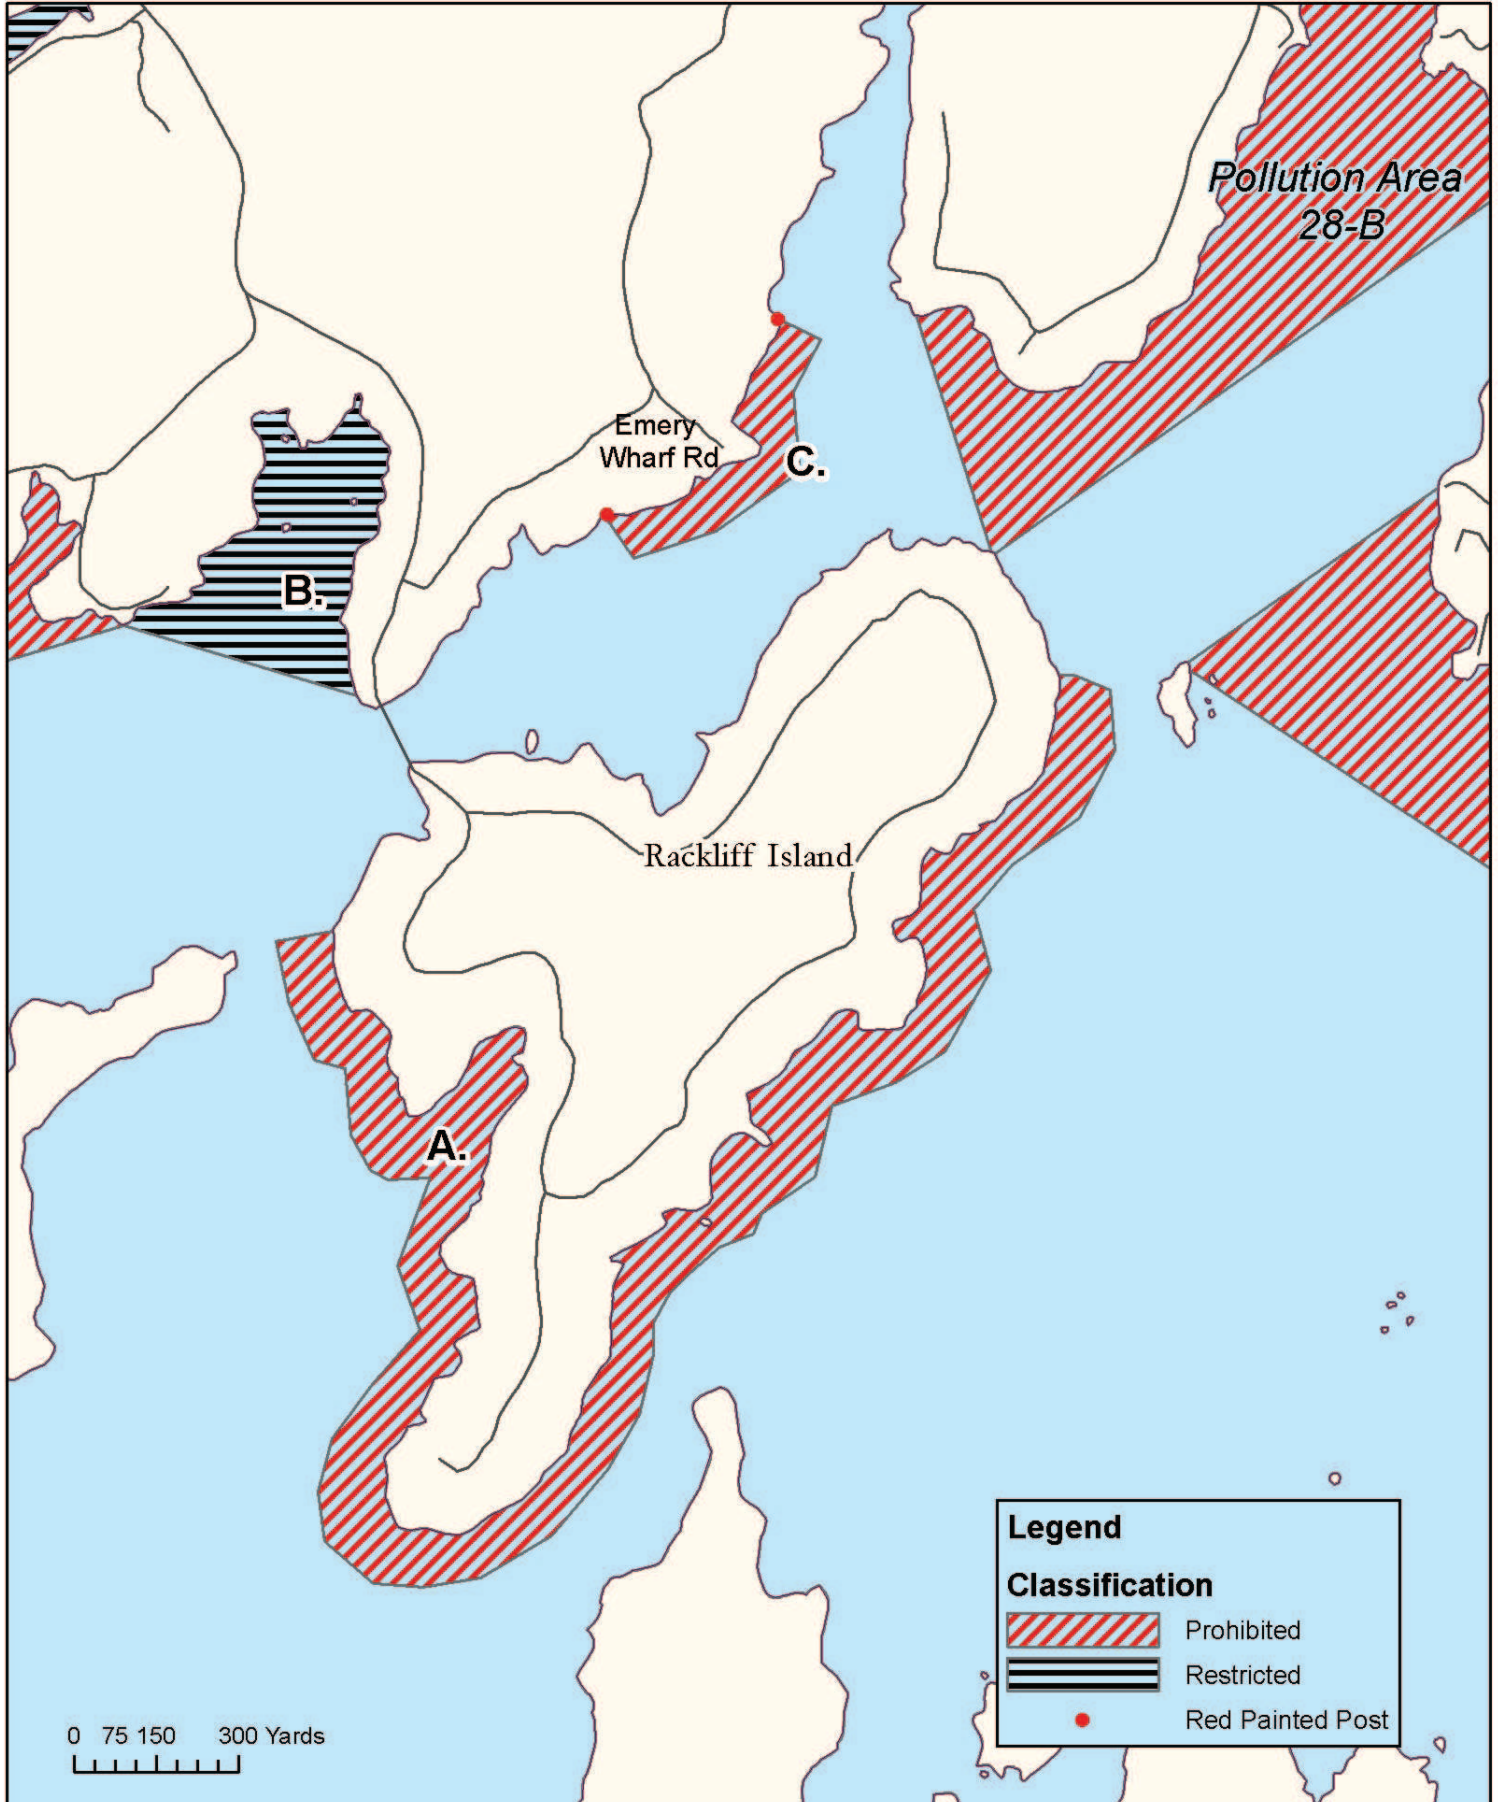 Pollution Area
28-B
Emery
Wharf Rd
C.
B.
Rackliff Island
A.
Legend
Classification
Prohibited
Restricted
Red Painted Post
0 75 150 300 Yards